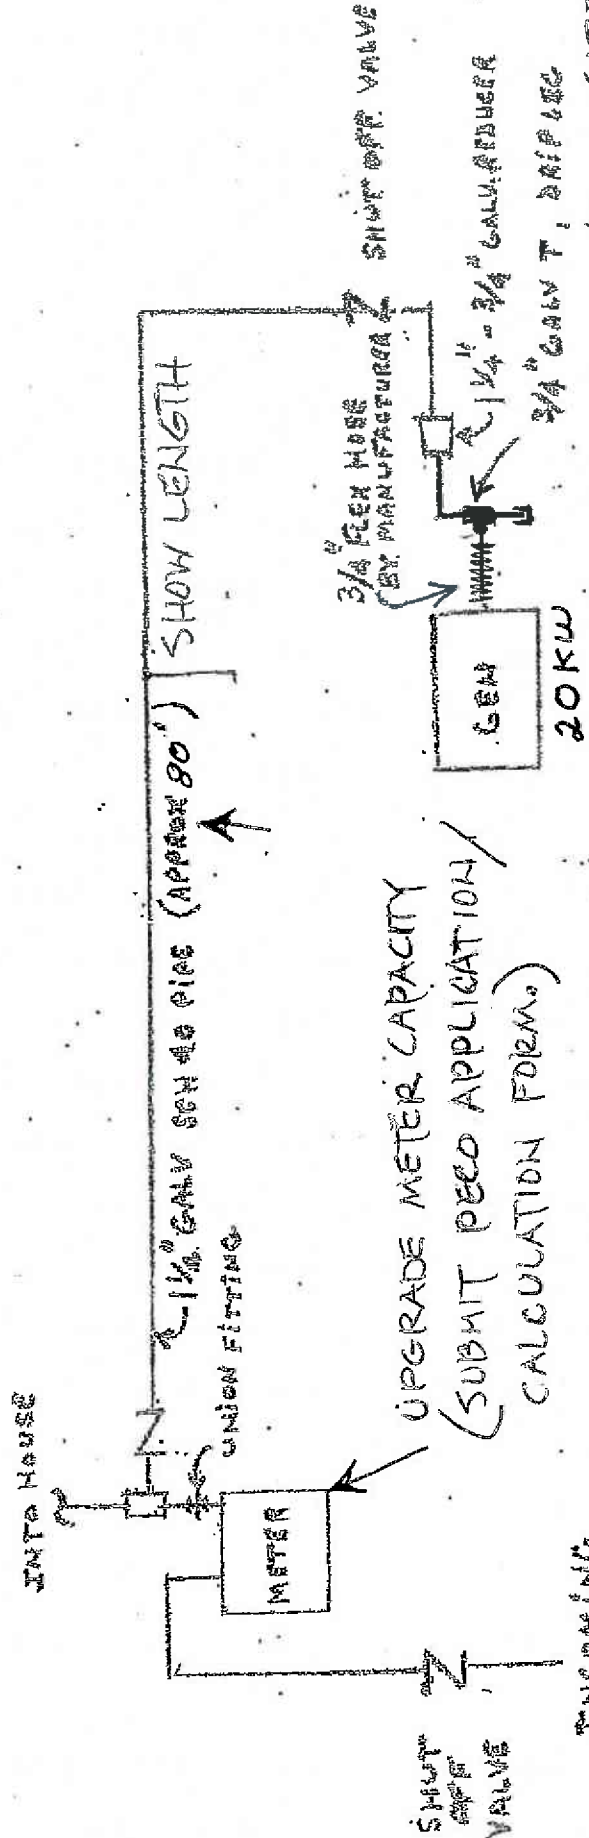 INTO HOUSE
1 1/4" GALV SCH 40 PIPE (APPROX 80")
SHOW LENGTH
UNION FITTING
METER
SHUT
OFF
VALVE
UPGRADE METER CAPACITY
(SUBMIT PECO APPLICATION/
CALCULATION FORM.)
3/4" FLEX HOSE
BY MANUFACTURER
SHUT OFF VALVE
1 1/4" - 3/4" GALV. REDUCER
3/4" GALV T, DRIP LEG
GEN
20KW